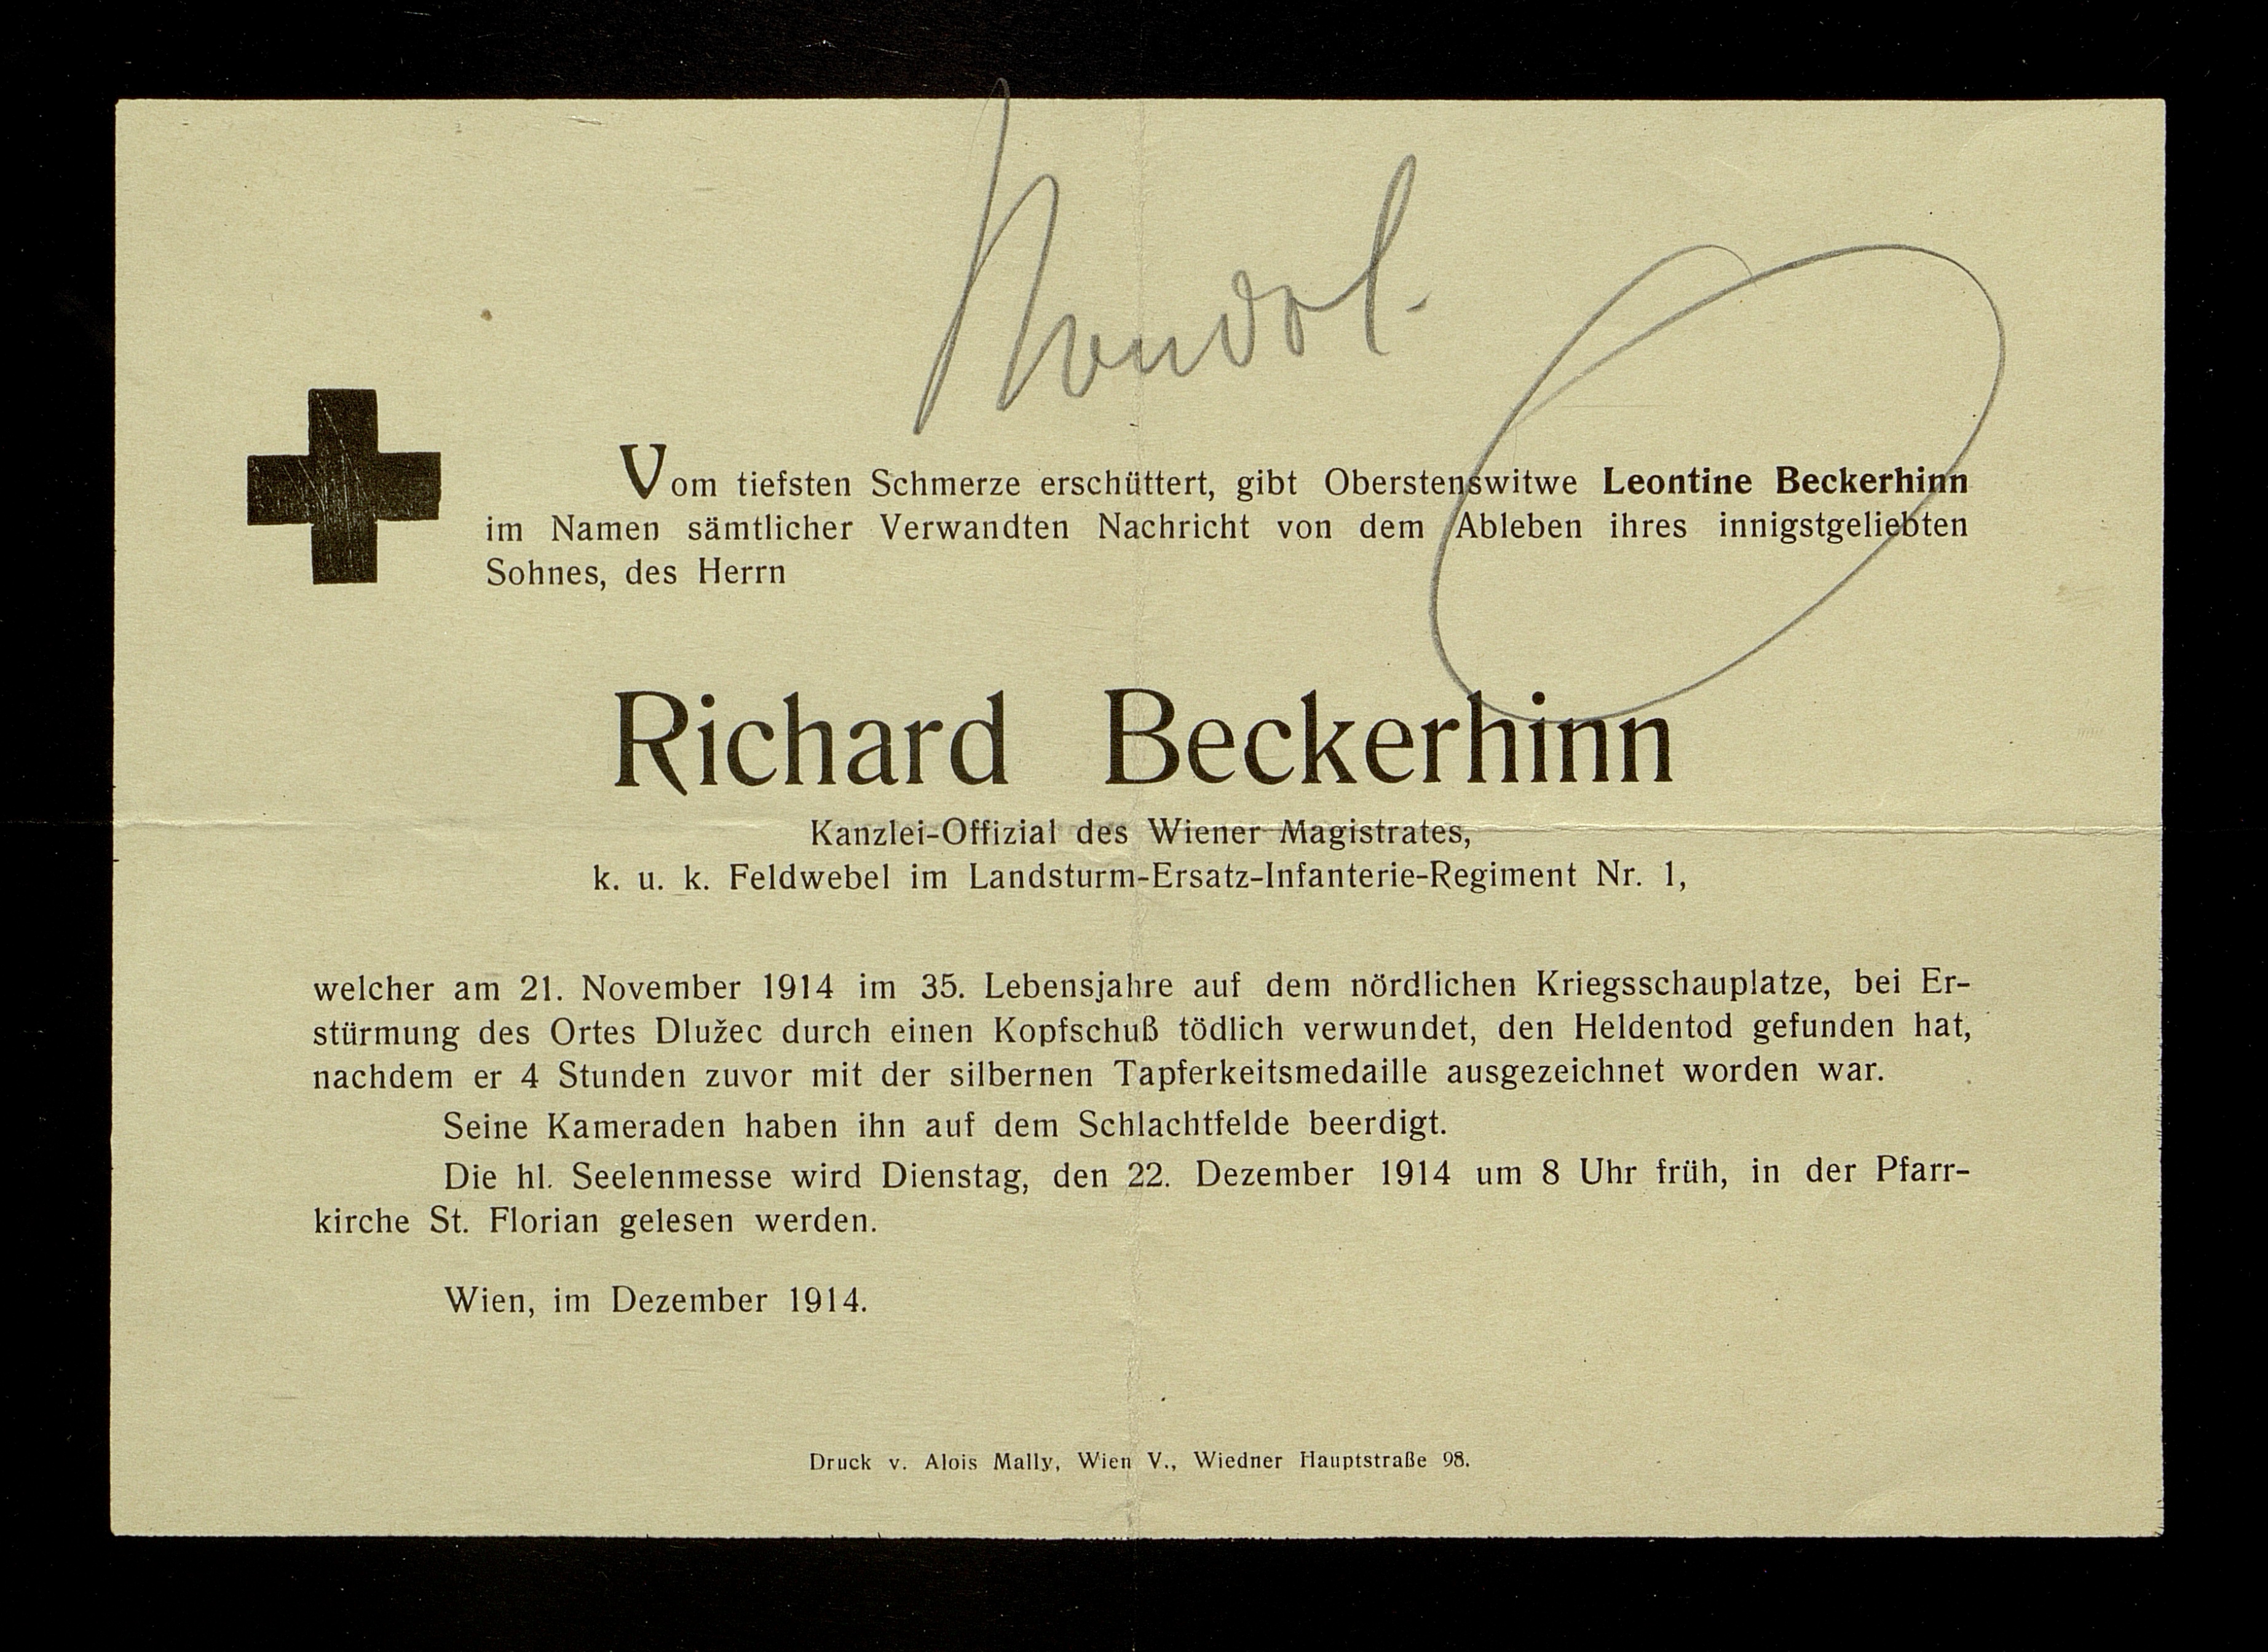 Vom tiefsten Schmerze erschüttert, gibt Oberstenswitwe Leontine Beckerhinn
im Namen sämtlicher Verwandten Nachricht von dem Ableben ihres innigstgeliebten
Sohnes, des Herrn
Richard Beckerhinn
Kanzlei-Offizial des Wiener Magistrates,
k. u. k. Feldwebel im Landsturm-Ersatz-Infanterie-Regiment Nr. 1,
welcher am 21. November 1914 im 35. Lebensjahre auf dem nördlichen Kriegsschauplatze, bei Er-
stürmung des Ortes Dlužec durch einen Kopfschuß tödlich verwundet, den Heldentod gefunden hat,
nachdem er 4 Stunden zuvor mit der silbernen Tapferkeitsmedaille ausgezeichnet worden war.
Seine Kameraden haben ihn auf dem Schlachtfelde beerdigt.
Die hl. Seelenmesse wird Dienstag, den 22. Dezember 1914 um 8 Uhr früh, in der Pfarr-
kirche St. Florian gelesen werden.
Wien, im Dezember 1914.
Druck v. Alois Mally, Wien V., Wiedner Hauptstraße 98.